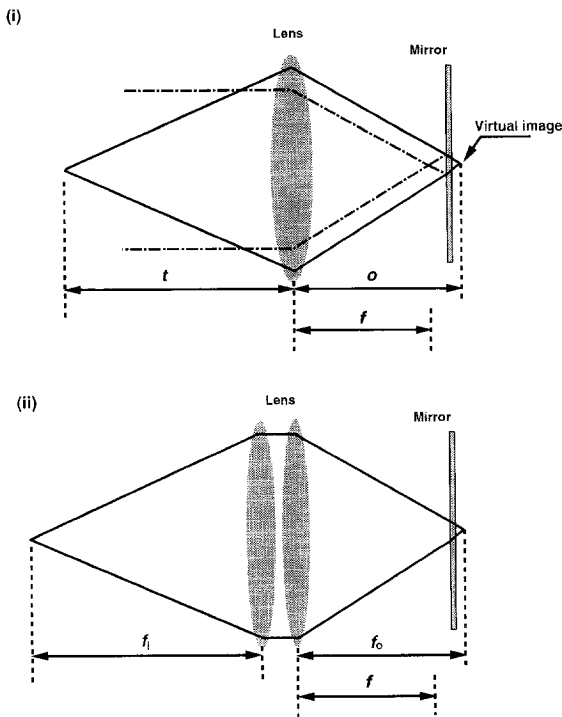 (i)
Lens
Mirror
Virtual image
t
o
f
(ii)
Lens
Mirror
fi
fo
f